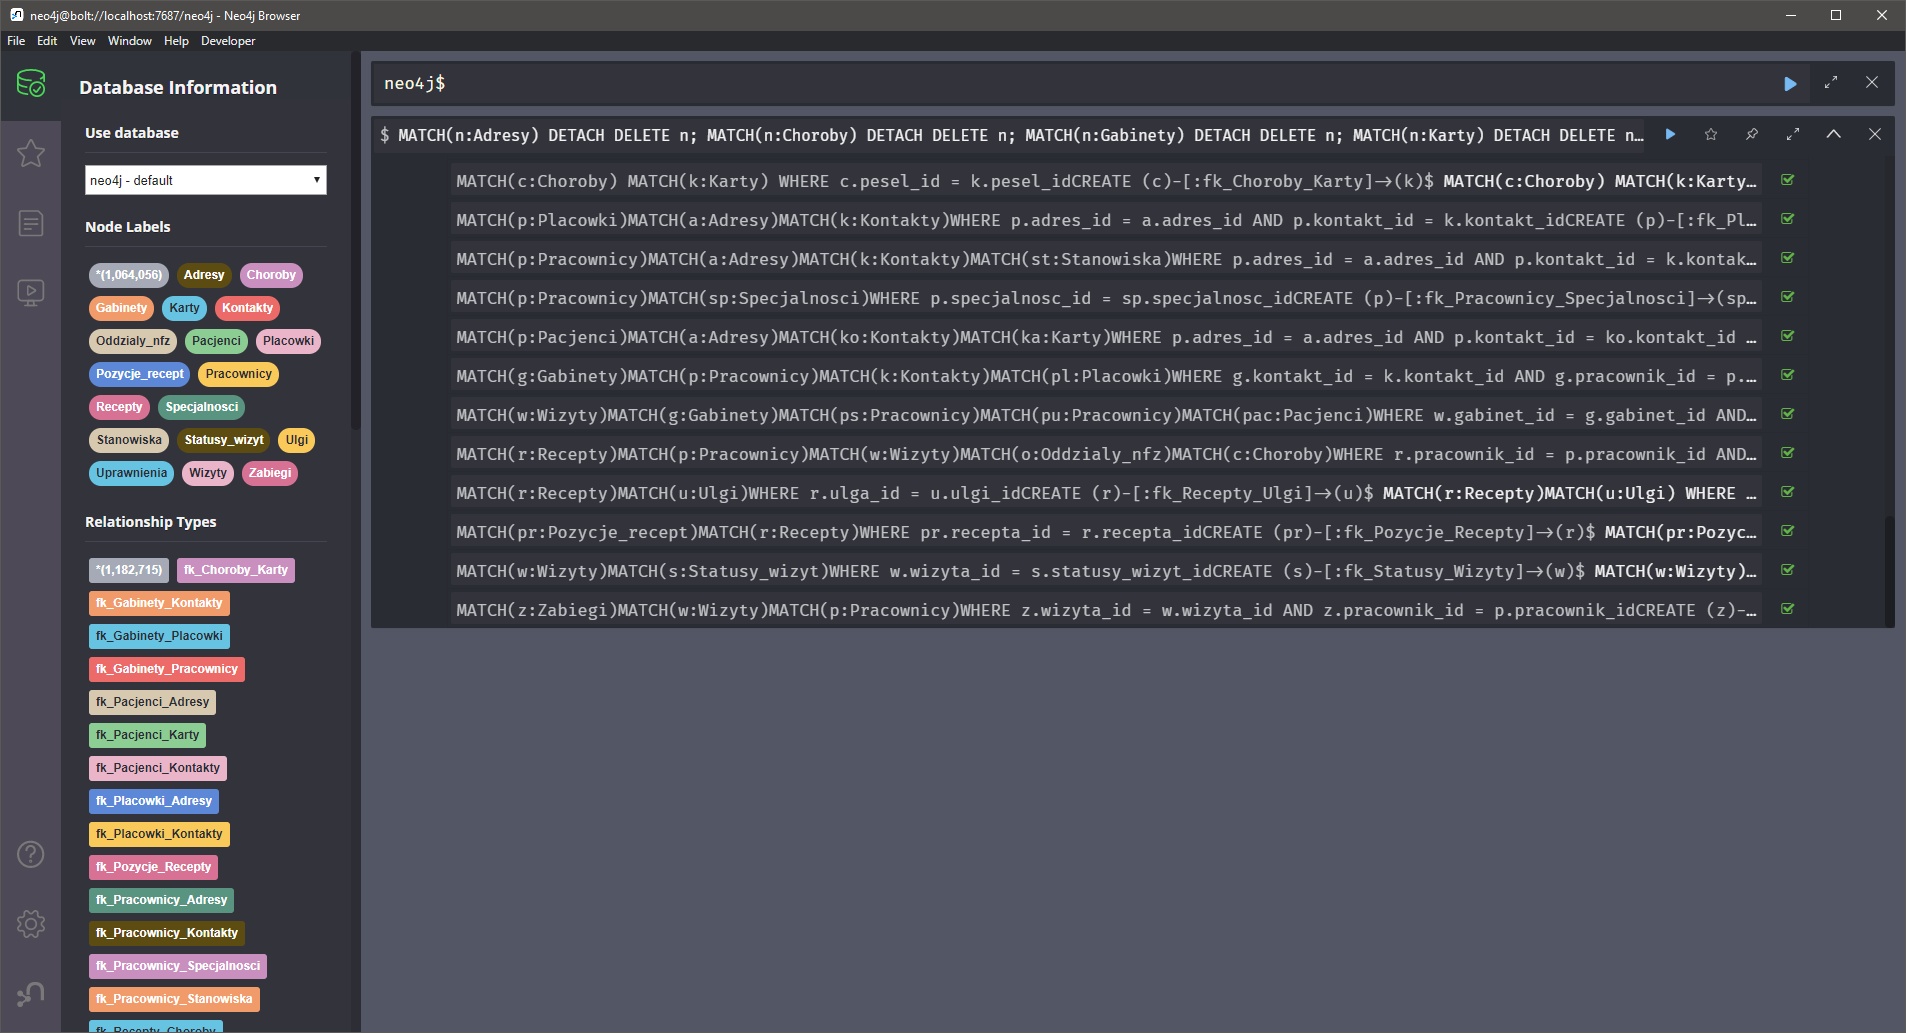 neo4j@bolt://localhost:7687/neo4j - Neo4j Browser
File Edit View Window Help Developer
Database Information
Use database
neo4j - default
Node Labels
*(1,064,056) Adresy Choroby
Gabinety Karty Kontakty
Oddzialy_nfz Pacjenci Placowki
Pozycje_recept Pracownicy
Recepty Specjalnosci
Stanowiska Statusy_wizyt Ulgi
Uprawnienia Wizyty Zabiegi
Relationship Types
*(1,182,715) fk_Choroby_Karty
fk_Gabinety_Kontakty
fk_Gabinety_Placowki
fk_Gabinety_Pracownicy
fk_Pacjenci_Adresy
fk_Pacjenci_Karty
fk_Pacjenci_Kontakty
fk_Placowki_Adresy
fk_Placowki_Kontakty
fk_Pozycje_Recepty
fk_Pracownicy_Adresy
fk_Pracownicy_Kontakty
fk_Pracownicy_Specjalnosci
fk_Pracownicy_Stanowiska
fk_Recepty_Choroby
neo4j$
$ MATCH(n:Adresy) DETACH DELETE n; MATCH(n:Choroby) DETACH DELETE n; MATCH(n:Gabinety) DETACH DELETE n; MATCH(n:Karty) DETACH DELETE n…
MATCH(c:Choroby) MATCH(k:Karty) WHERE c.pesel_id = k.pesel_idCREATE (c)-[:fk_Choroby_Karty]->(k)$ MATCH(c:Choroby) MATCH(k:Karty…
MATCH(p:Placowki)MATCH(a:Adresy)MATCH(k:Kontakty)WHERE p.adres_id = a.adres_id AND p.kontakt_id = k.kontakt_idCREATE (p)-[:fk_Pl…
MATCH(p:Pracownicy)MATCH(a:Adresy)MATCH(k:Kontakty)MATCH(st:Stanowiska)WHERE p.adres_id = a.adres_id AND p.kontakt_id = k.kontak…
MATCH(p:Pracownicy)MATCH(sp:Specjalnosci)WHERE p.specjalnosc_id = sp.specjalnosc_idCREATE (p)-[:fk_Pracownicy_Specjalnosci]->(sp…
MATCH(p:Pacjenci)MATCH(a:Adresy)MATCH(ko:Kontakty)MATCH(ka:Karty)WHERE p.adres_id = a.adres_id AND p.kontakt_id = ko.kontakt_id …
MATCH(g:Gabinety)MATCH(p:Pracownicy)MATCH(k:Kontakty)MATCH(pl:Placowki)WHERE g.kontakt_id = k.kontakt_id AND g.pracownik_id = p.…
MATCH(w:Wizyty)MATCH(g:Gabinety)MATCH(ps:Pracownicy)MATCH(pu:Pracownicy)MATCH(pac:Pacjenci)WHERE w.gabinet_id = g.gabinet_id AND…
MATCH(r:Recepty)MATCH(p:Pracownicy)MATCH(w:Wizyty)MATCH(o:Oddzialy_nfz)MATCH(c:Choroby)WHERE r.pracownik_id = p.pracownik_id AND…
MATCH(r:Recepty)MATCH(u:Ulgi)WHERE r.ulga_id = u.ulgi_idCREATE (r)-[:fk_Recepty_Ulgi]->(u)$ MATCH(r:Recepty)MATCH(u:Ulgi) WHERE …
MATCH(pr:Pozycje_recept)MATCH(r:Recepty)WHERE pr.recepta_id = r.recepta_idCREATE (pr)-[:fk_Pozycje_Recepty]->(r)$ MATCH(pr:Pozyc…
MATCH(w:Wizyty)MATCH(s:Statusy_wizyt)WHERE w.wizyta_id = s.statusy_wizyt_idCREATE (s)-[:fk_Statusy_Wizyty]->(w)$ MATCH(w:Wizyty)…
MATCH(z:Zabiegi)MATCH(w:Wizyty)MATCH(p:Pracownicy)WHERE z.wizyta_id = w.wizyta_id AND z.pracownik_id = p.pracownik_idCREATE (z)-…